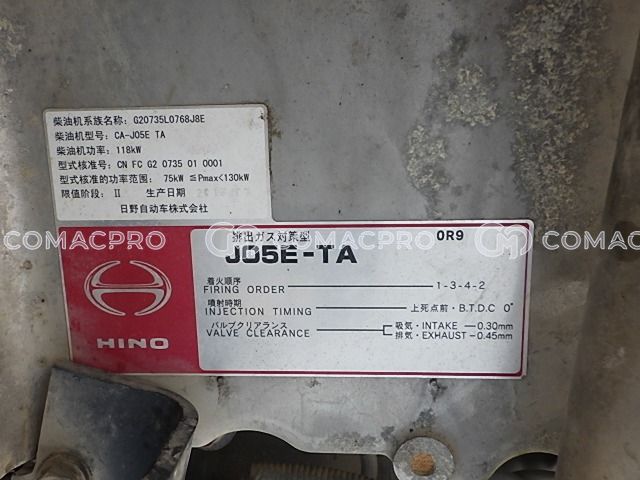 柴油机系族名称：G20735L0768J8E
柴油机型号：CA-J05E TA
柴油机功率：118kW
型式核准号：CN FC G2 0735 01 0001
型式核准的功率范围：75kW ≦Pmax<130kW
限值阶段：Ⅱ 生产日期
日野自动车株式会社
排出ガス対策型 0R9
J05E-TA
着火順序
FIRING ORDER 1-3-4-2
噴射時期
INJECTION TIMING 上死点前・B.T.D.C 0°
バルブクリアランス
VALVE CLEARANCE
吸気・INTAKE 0.30mm
排気・EXHAUST 0.45mm
HINO
COMACPRO
COMACPRO